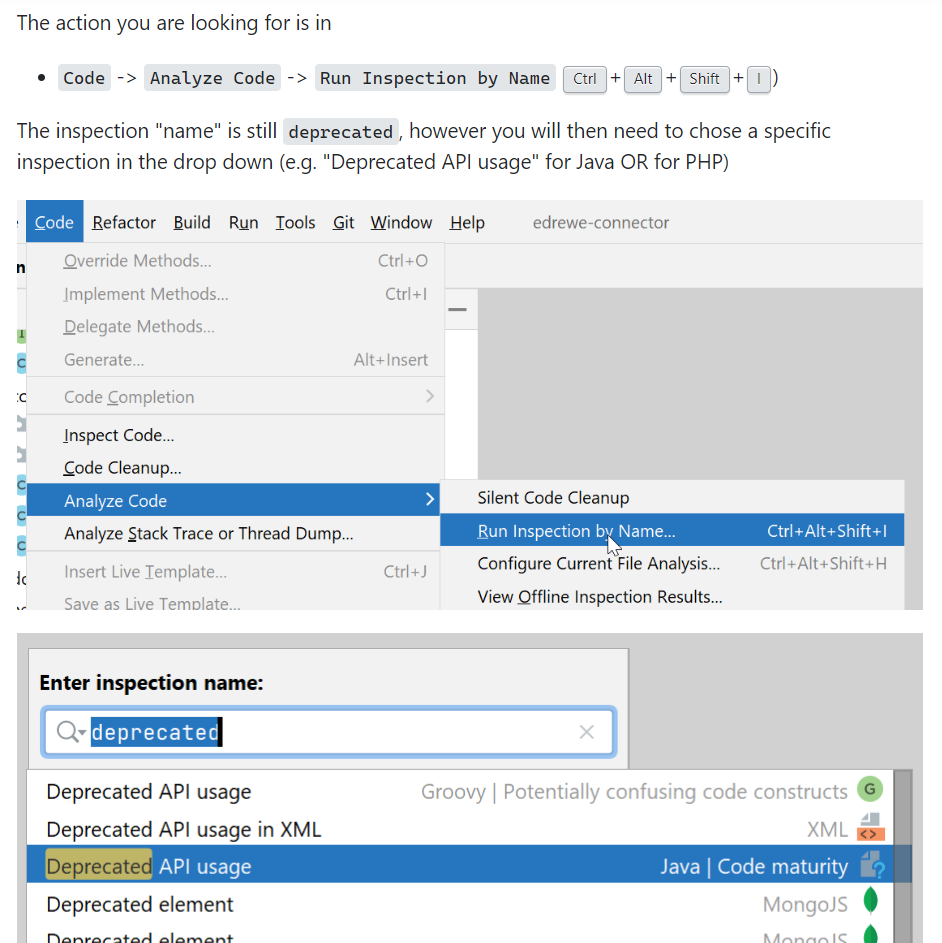 The action you are looking for is in
• Code -> Analyze Code -> Run Inspection by Name Ctrl + Alt + Shift + I )
The inspection "name" is still deprecated, however you will then need to chose a specific
inspection in the drop down (e.g. "Deprecated API usage" for Java OR for PHP)
Code Refactor Build Run Tools Git Window Help edrewe-connector
Override Methods... Ctrl+O
Implement Methods... Ctrl+I
Delegate Methods...
Generate... Alt+Insert
Code Completion
Inspect Code...
Code Cleanup...
Analyze Code
Silent Code Cleanup
Analyze Stack Trace or Thread Dump...
Run Inspection by Name... Ctrl+Alt+Shift+I
Configure Current File Analysis... Ctrl+Alt+Shift+H
Insert Live Template... Ctrl+J
View Offline Inspection Results...
Save as Live Template...
Enter inspection name:
deprecated
Deprecated API usage Groovy | Potentially confusing code constructs G
Deprecated API usage in XML XML <>
Deprecated API usage Java | Code maturity ?
Deprecated element MongoJS
Deprecated element MongoJS